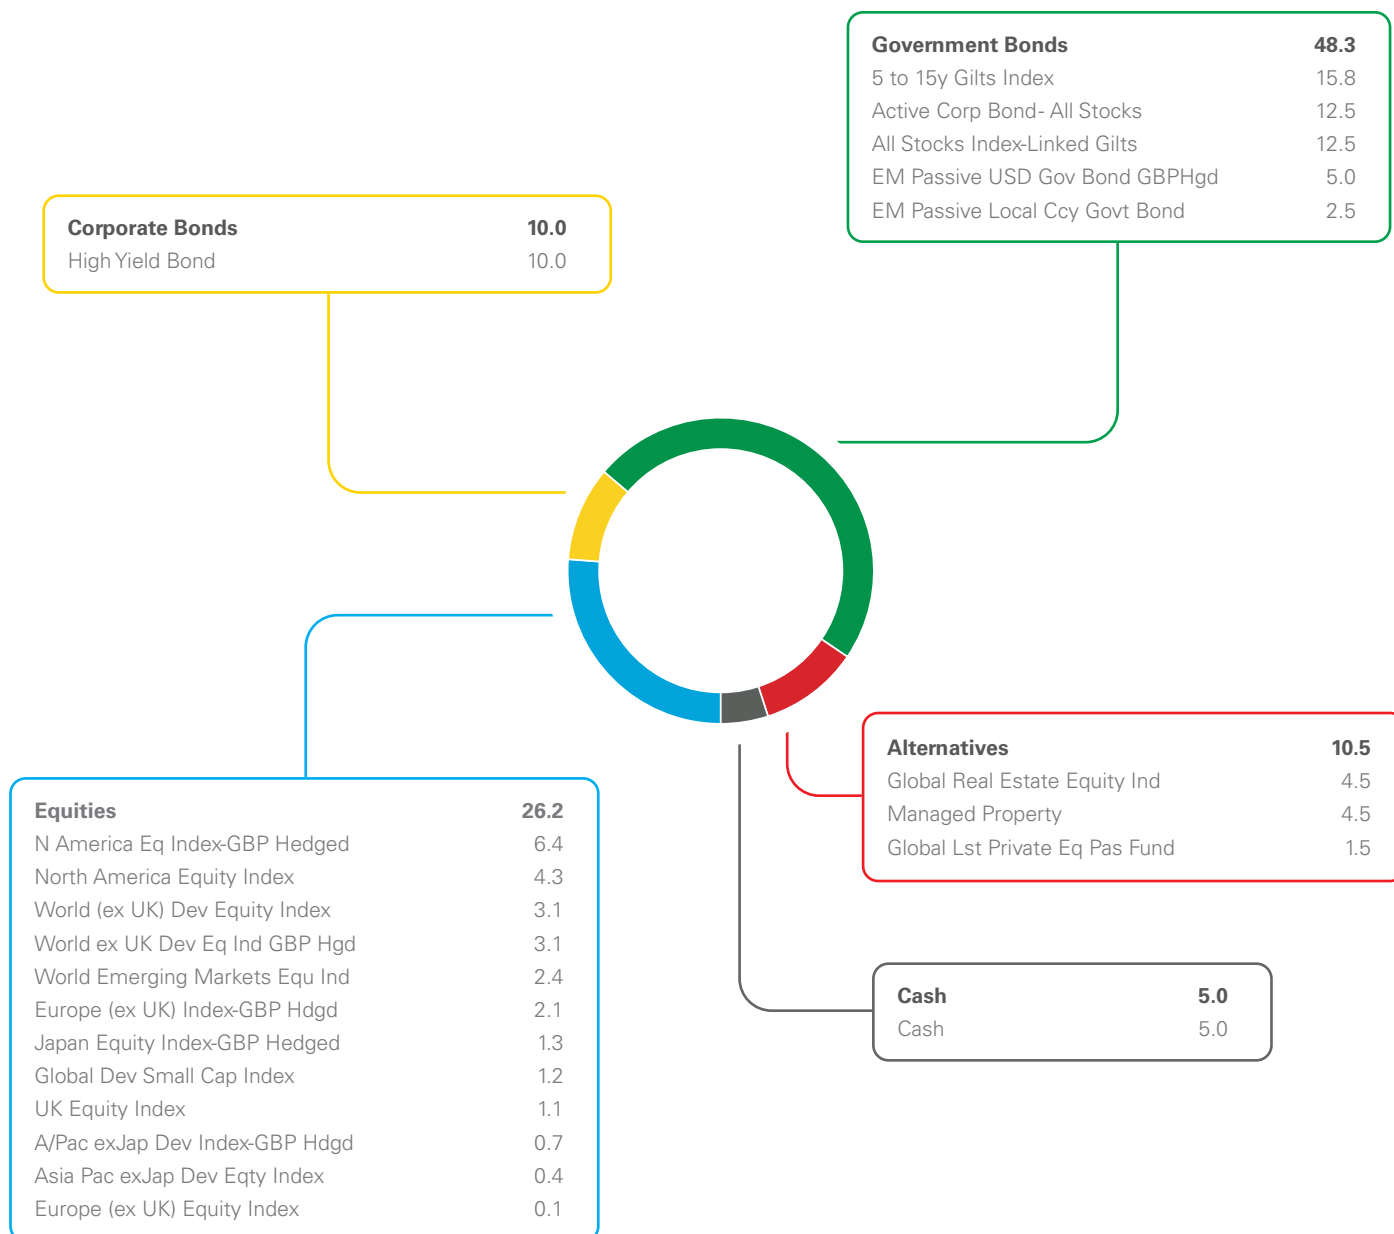 Government Bonds 48.3
5 to 15y Gilts Index 15.8
Active Corp Bond- All Stocks 12.5
All Stocks Index-Linked Gilts 12.5
EM Passive USD Gov Bond GBPHgd 5.0
EM Passive Local Ccy Govt Bond 2.5
Corporate Bonds 10.0
High Yield Bond 10.0
Alternatives 10.5
Global Real Estate Equity Ind 4.5
Managed Property 4.5
Global Lst Private Eq Pas Fund 1.5
Equities 26.2
N America Eq Index-GBP Hedged 6.4
North America Equity Index 4.3
World (ex UK) Dev Equity Index 3.1
World ex UK Dev Eq Ind GBP Hgd 3.1
World Emerging Markets Equ Ind 2.4
Europe (ex UK) Index-GBP Hdgd 2.1
Japan Equity Index-GBP Hedged 1.3
Global Dev Small Cap Index 1.2
UK Equity Index 1.1
A/Pac exJap Dev Index-GBP Hdgd 0.7
Asia Pac exJap Dev Eqty Index 0.4
Europe (ex UK) Equity Index 0.1
Cash 5.0
Cash 5.0